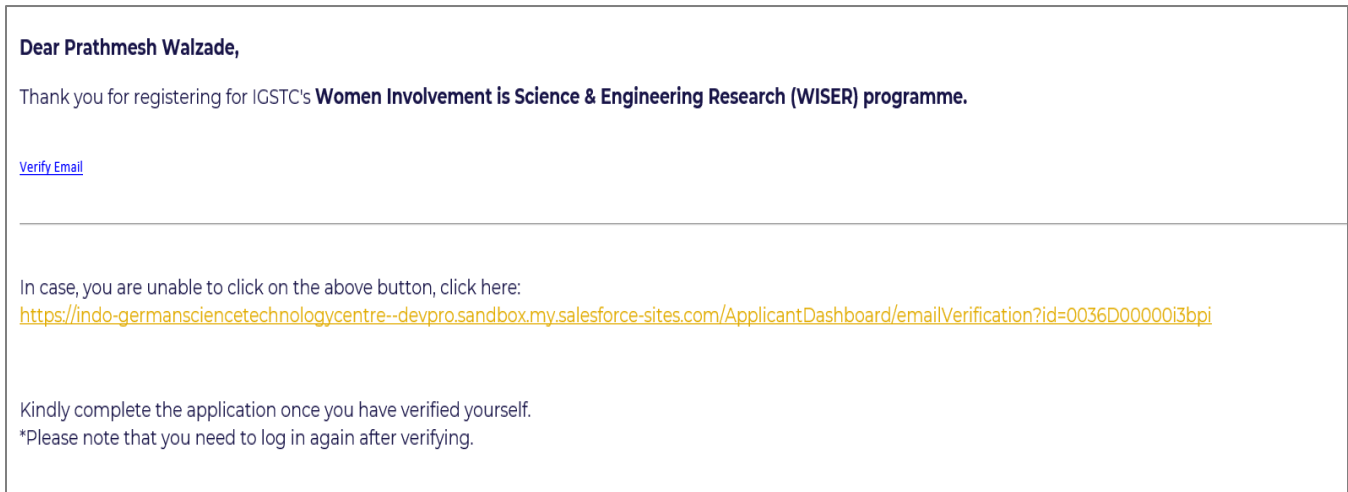 Dear Prathmesh Walzade,
Thank you for registering for IGSTC's Women Involvement is Science & Engineering Research (WISER) programme.
Verify Email
In case, you are unable to click on the above button, click here:
https://indo-germansciencetechnologycentre--devpro.sandbox.my.salesforce-sites.com/ApplicantDashboard/emailVerification?id=0036D00000i3bpi
Kindly complete the application once you have verified yourself.
*Please note that you need to log in again after verifying.